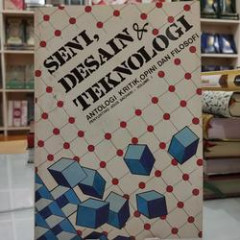 SENI,
DESAIN &
TEKNOLOGI
ANTOLOGI KRITIK, OPINI DAN FILOSOFI